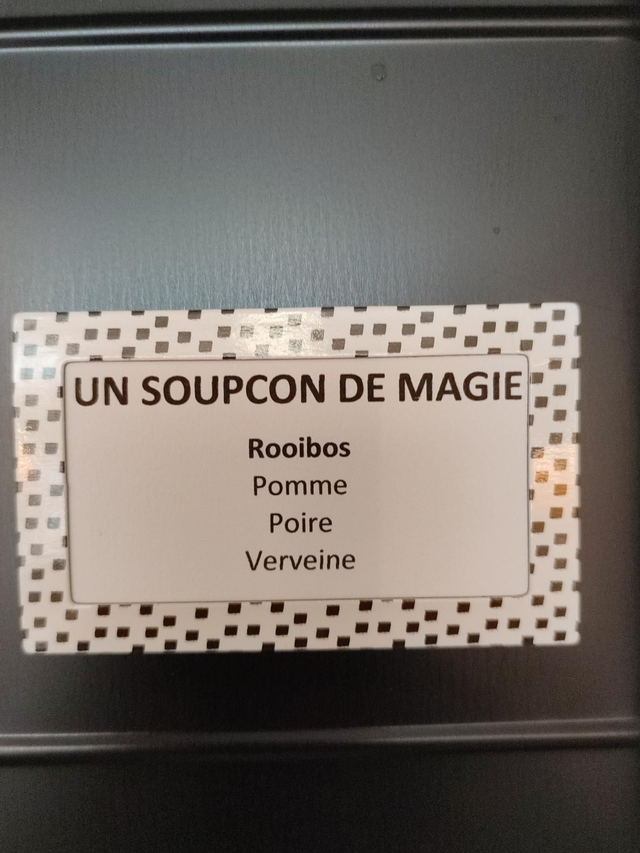 UN SOUPCON DE MAGIE
Rooibos
Pomme
Poire
Verveine